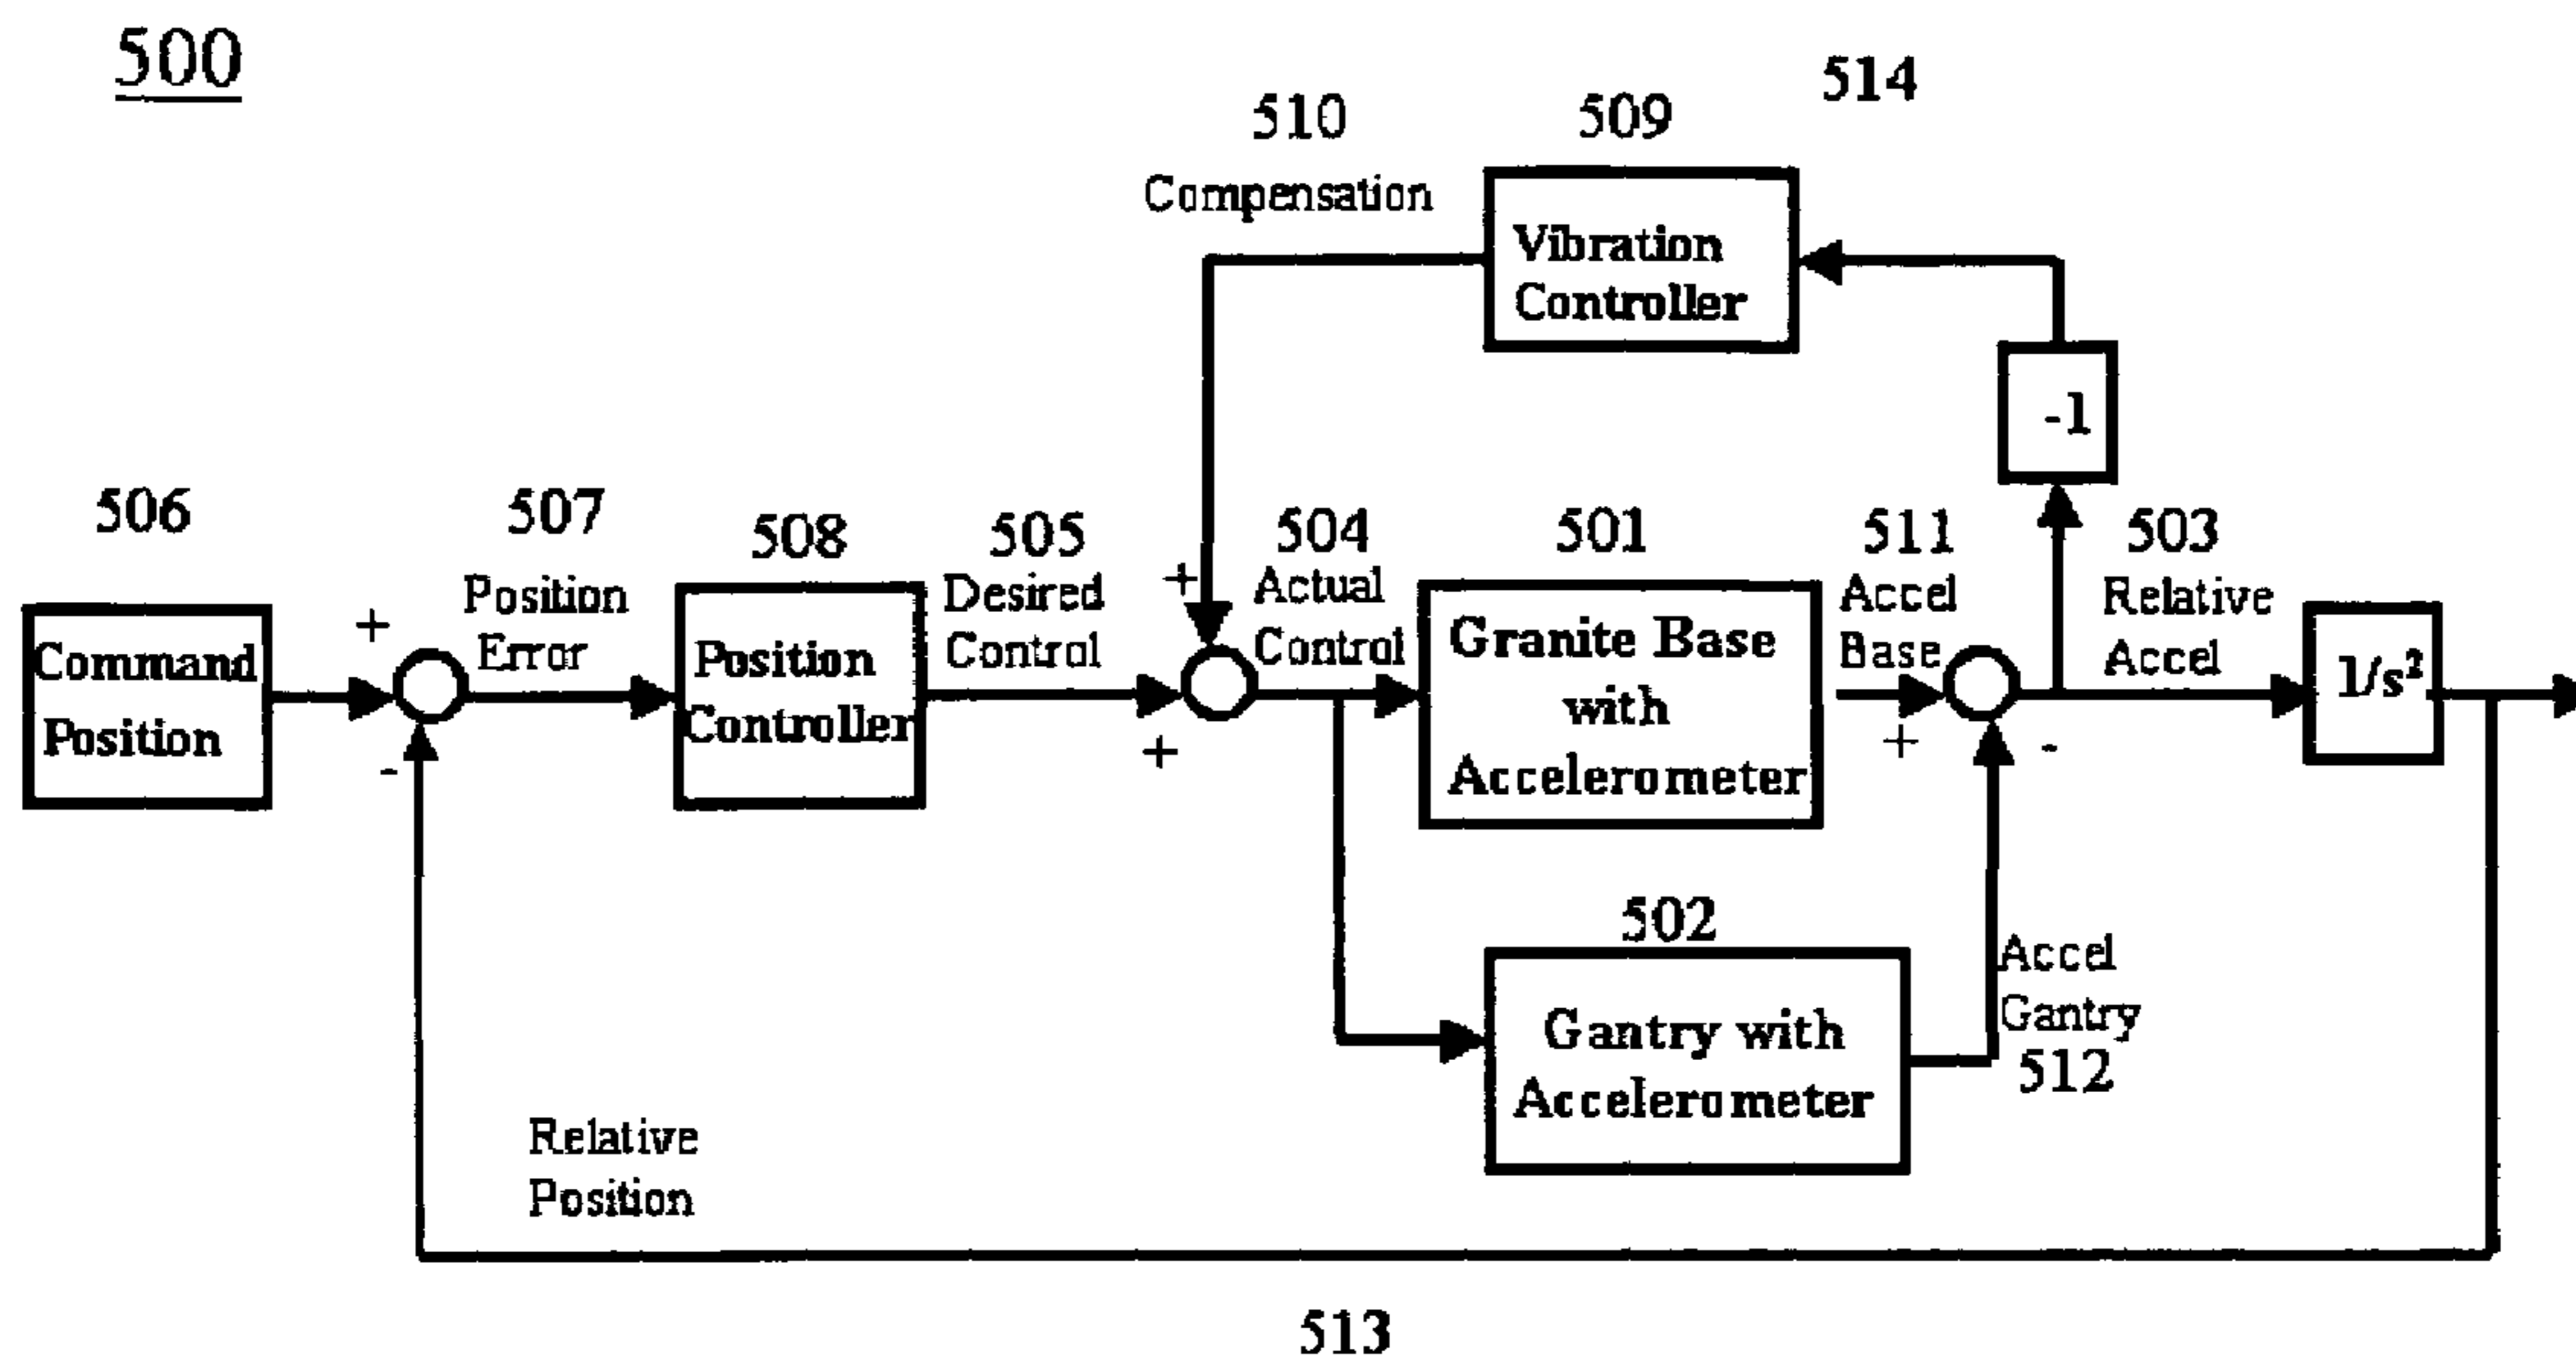 500
514
510
509
Compensation
Vibration
Controller
-1
506
507
508
505
504
501
511
503
Command
Position
+
-
Position
Error
Position
Controller
Desired
Control
+
+
Actual
Control
Granite Base
with
Accelerometer
Accel
Base
+
-
Relative
Accel
1/s²
502
Gantry with
Accelerometer
Accel
Gantry
512
Relative
Position
513